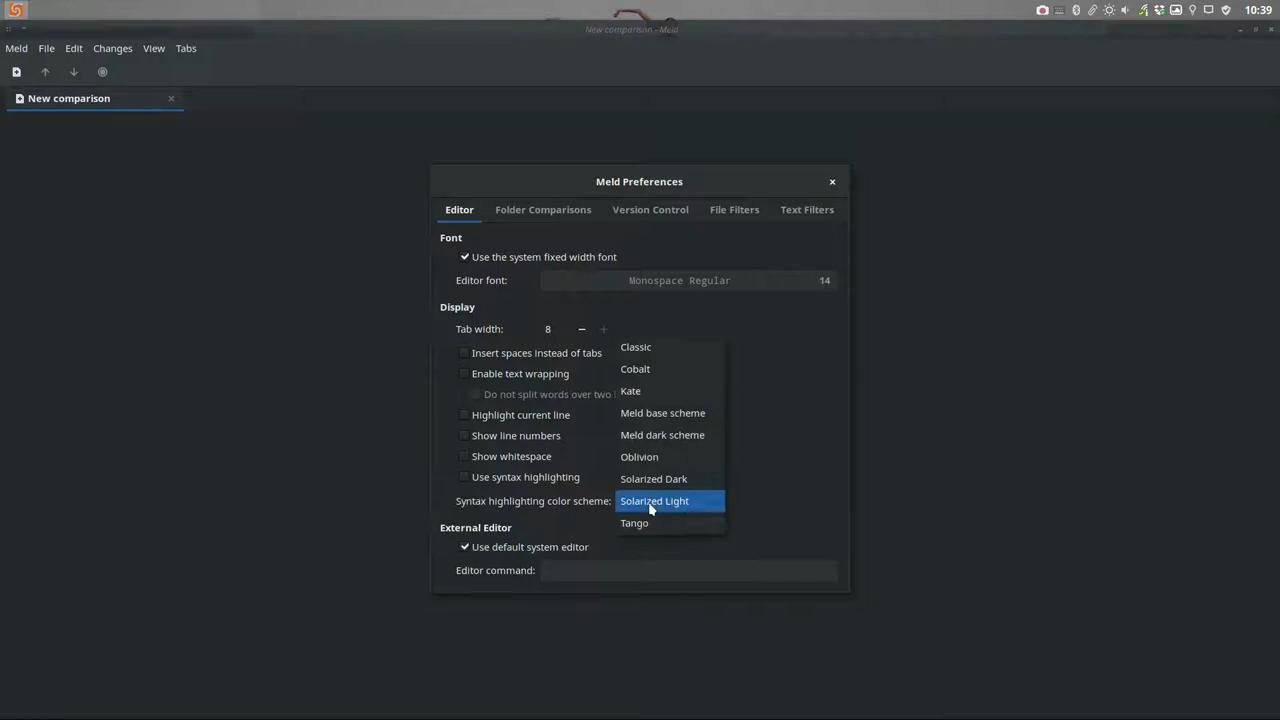 10:39
New comparison - Meld
Meld File Edit Changes View Tabs
New comparison
Meld Preferences
Editor Folder Comparisons Version Control File Filters Text Filters
Font
Use the system fixed width font
Editor font: Monospace Regular 14
Display
Tab width: 8
Insert spaces instead of tabs
Enable text wrapping
Do not split words over two
Highlight current line
Show line numbers
Show whitespace
Use syntax highlighting
Syntax highlighting color scheme:
Classic
Cobalt
Kate
Meld base scheme
Meld dark scheme
Oblivion
Solarized Dark
Solarized Light
Tango
External Editor
Use default system editor
Editor command: